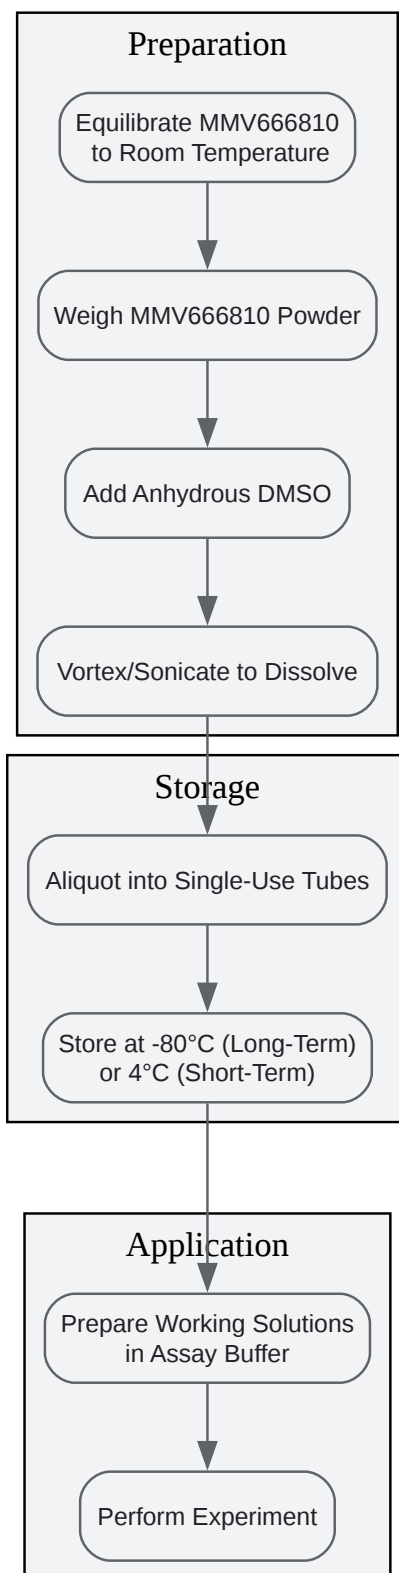 Preparation
Equilibrate MMV666810
to Room Temperature
Weigh MMV666810 Powder
Add Anhydrous DMSO
Vortex/Sonicate to Dissolve
Storage
Aliquot into Single-Use Tubes
Store at -80°C (Long-Term)
or 4°C (Short-Term)
Application
Prepare Working Solutions
in Assay Buffer
Perform Experiment